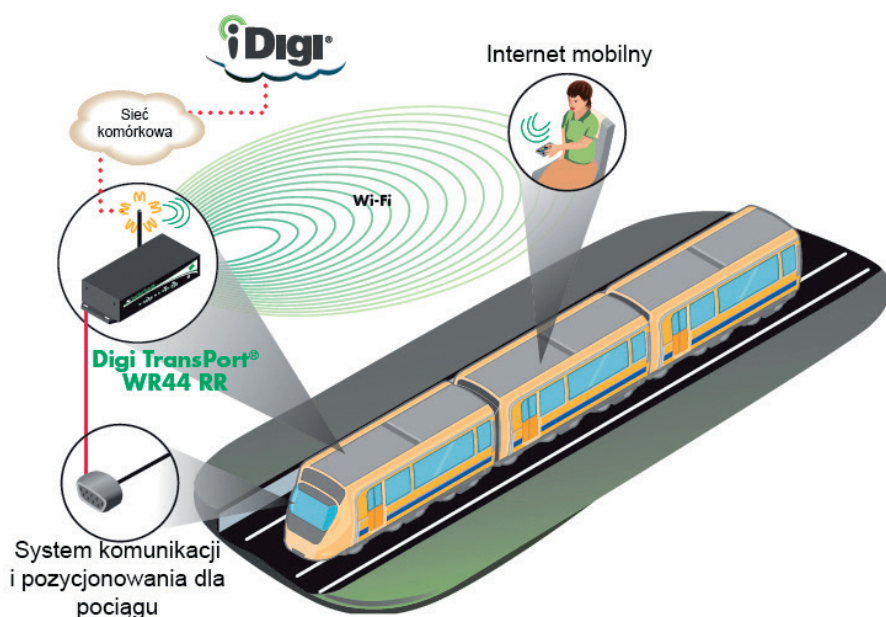 iDigi®
Internet mobilny
Sieć
komórkowa
Wi-Fi
Digi TransPort®
WR44 RR
System komunikacji
i pozycjonowania dla
pociągu